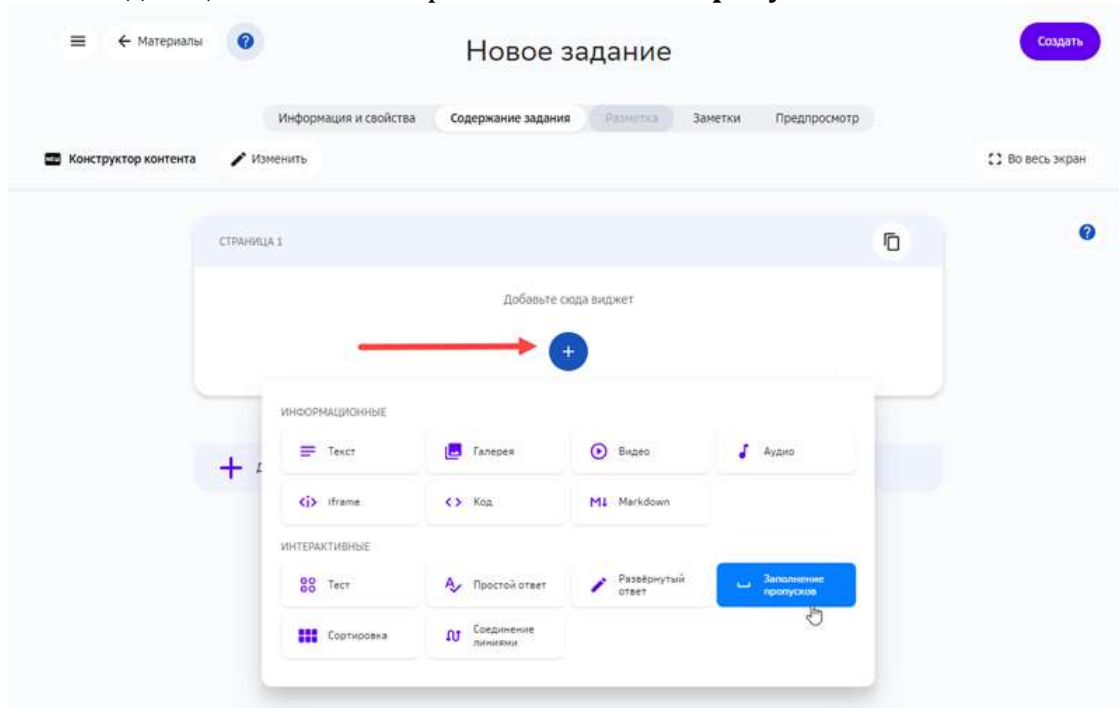 Материалы
?
Новое задание
Создать
Информация и свойства
Содержание задания
Разметка
Заметки
Предпросмотр
NEW
Конструктор контента
Изменить
Во весь экран
СТРАНИЦА 1
?
Добавьте сюда виджет
ИНФОРМАЦИОННЫЕ
Текст
Галерея
Видео
Аудио
<i> Iframe
<> Код
M↓ Markdown
ИНТЕРАКТИВНЫЕ
Тест
Простой ответ
Развёрнутый
ответ
Заполнение
пропусков
Сортировка
Соединение
линиями